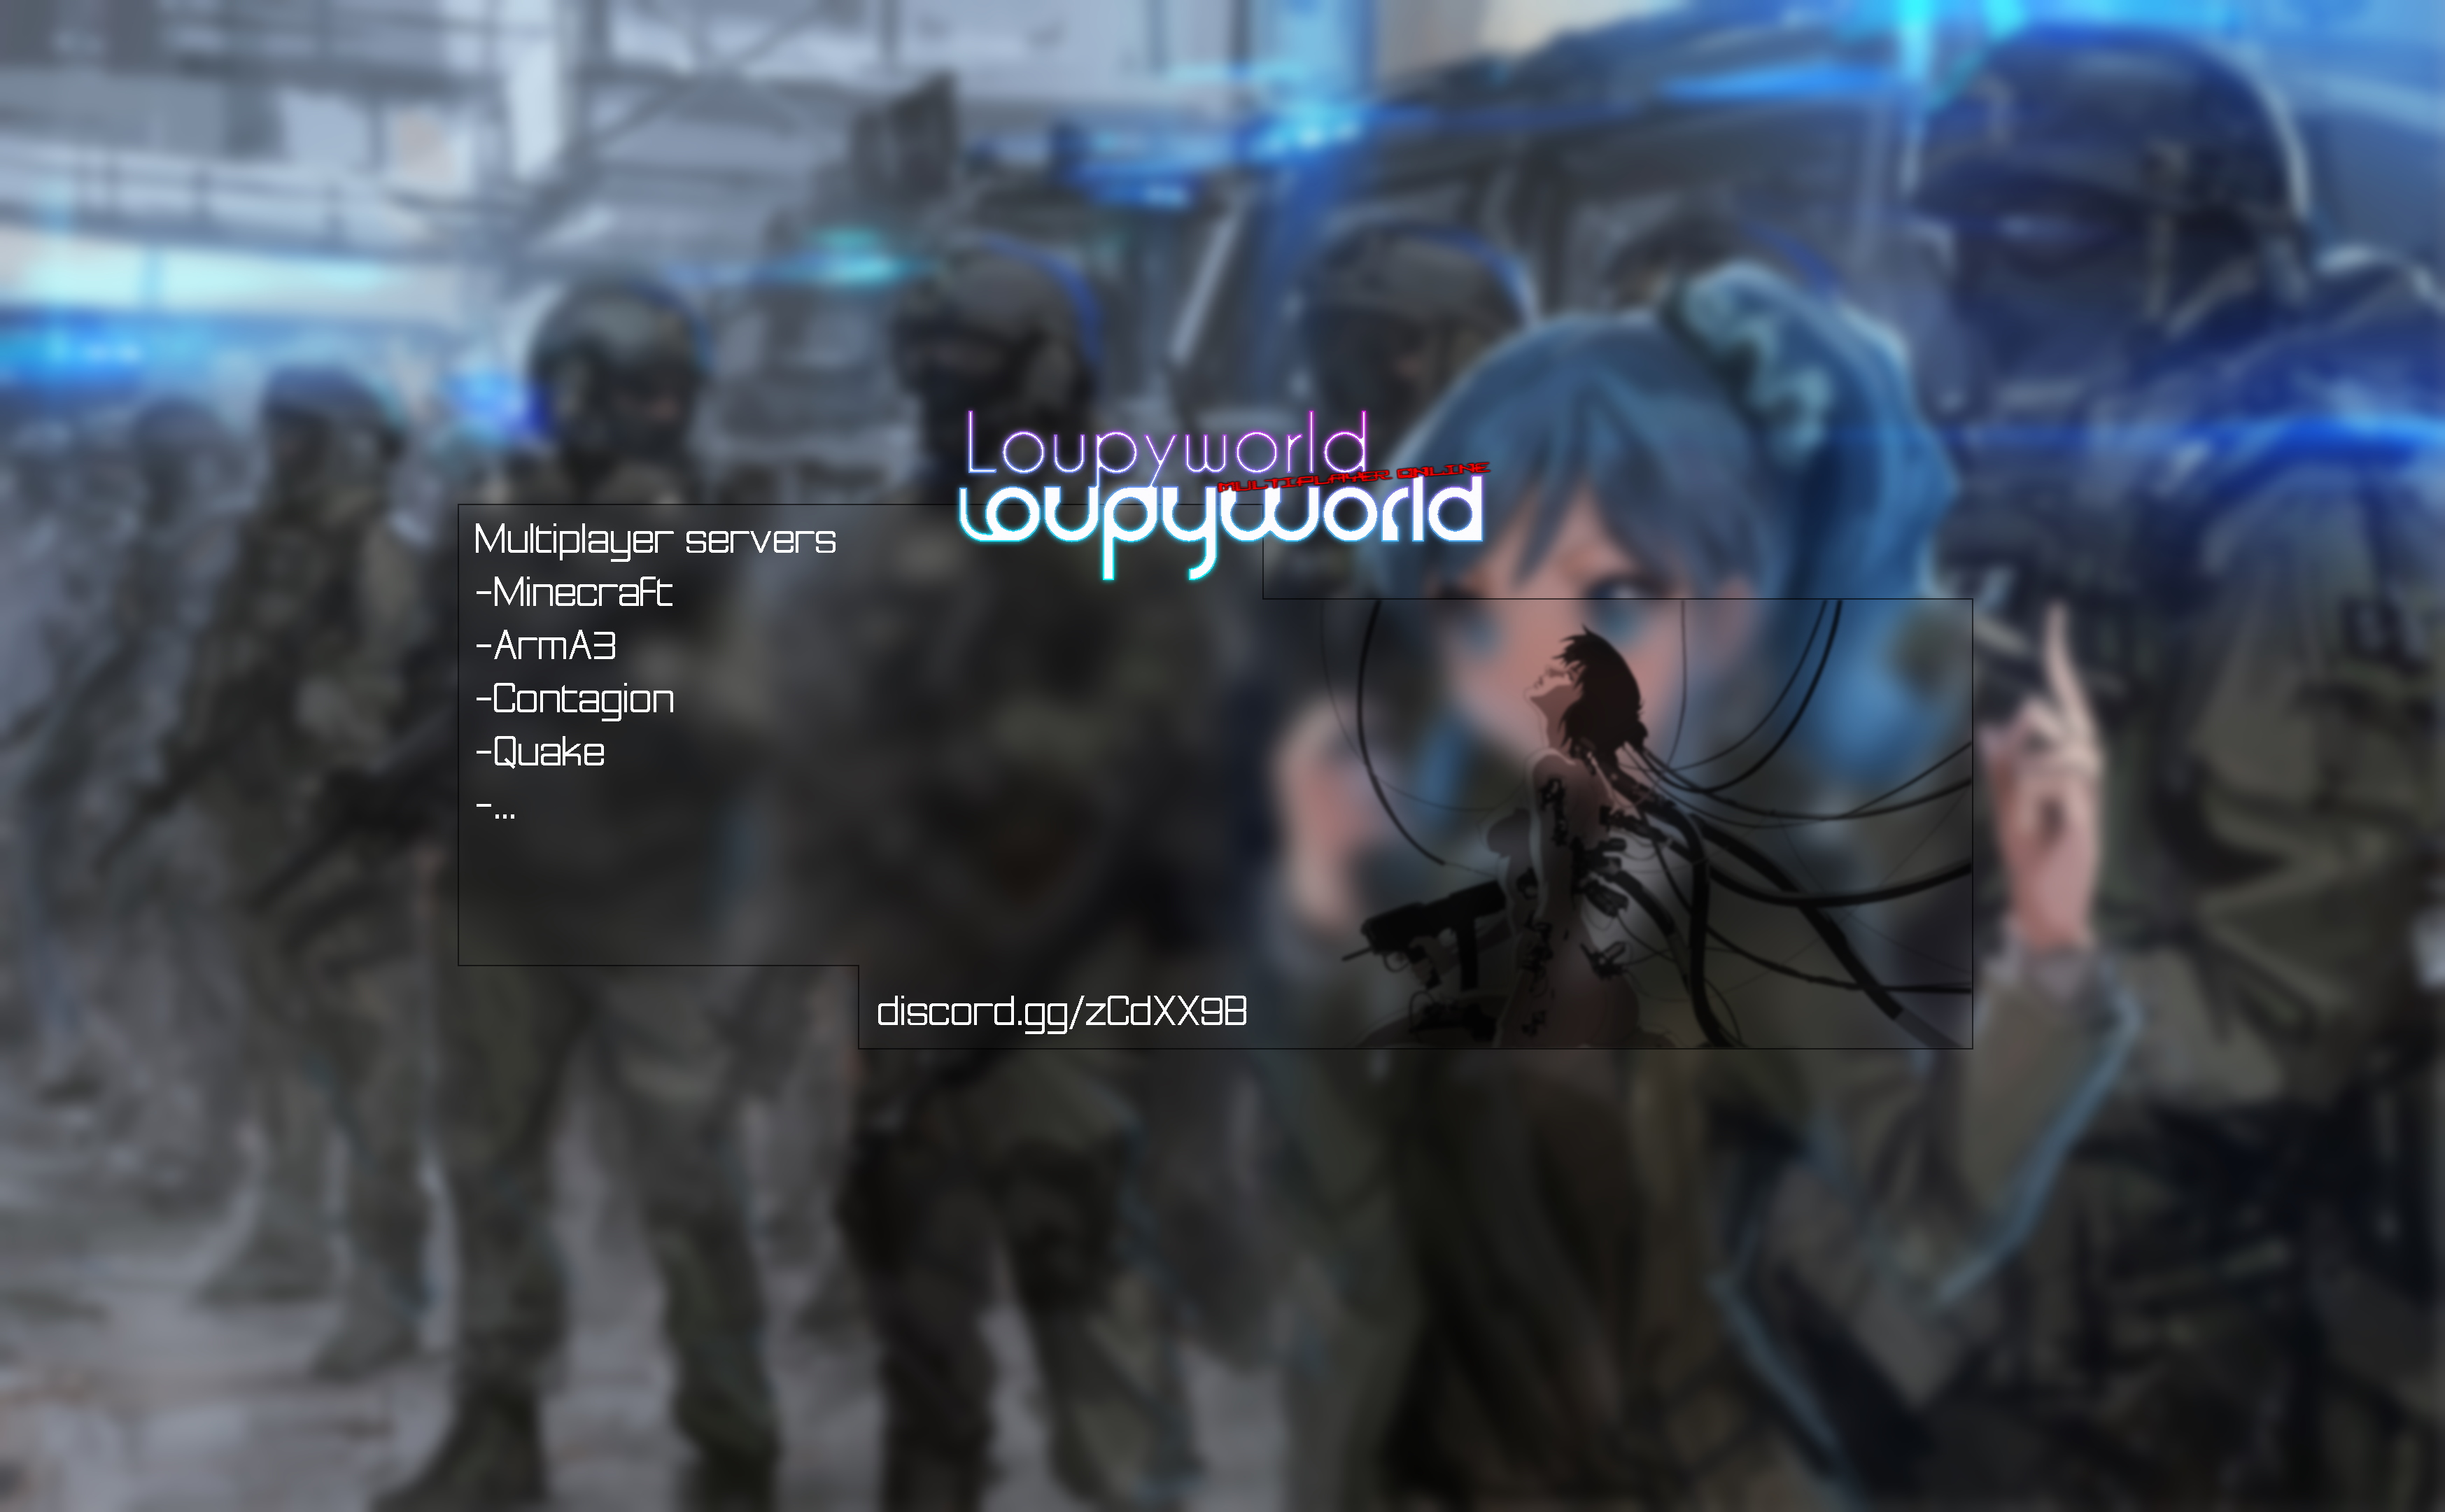 Loupyworld
MULTIPLAYER ONLINE
Loupyworld
Multiplayer servers
-Minecraft
-ArmA3
-Contagion
-Quake
-...
discord.gg/zCdXX9B